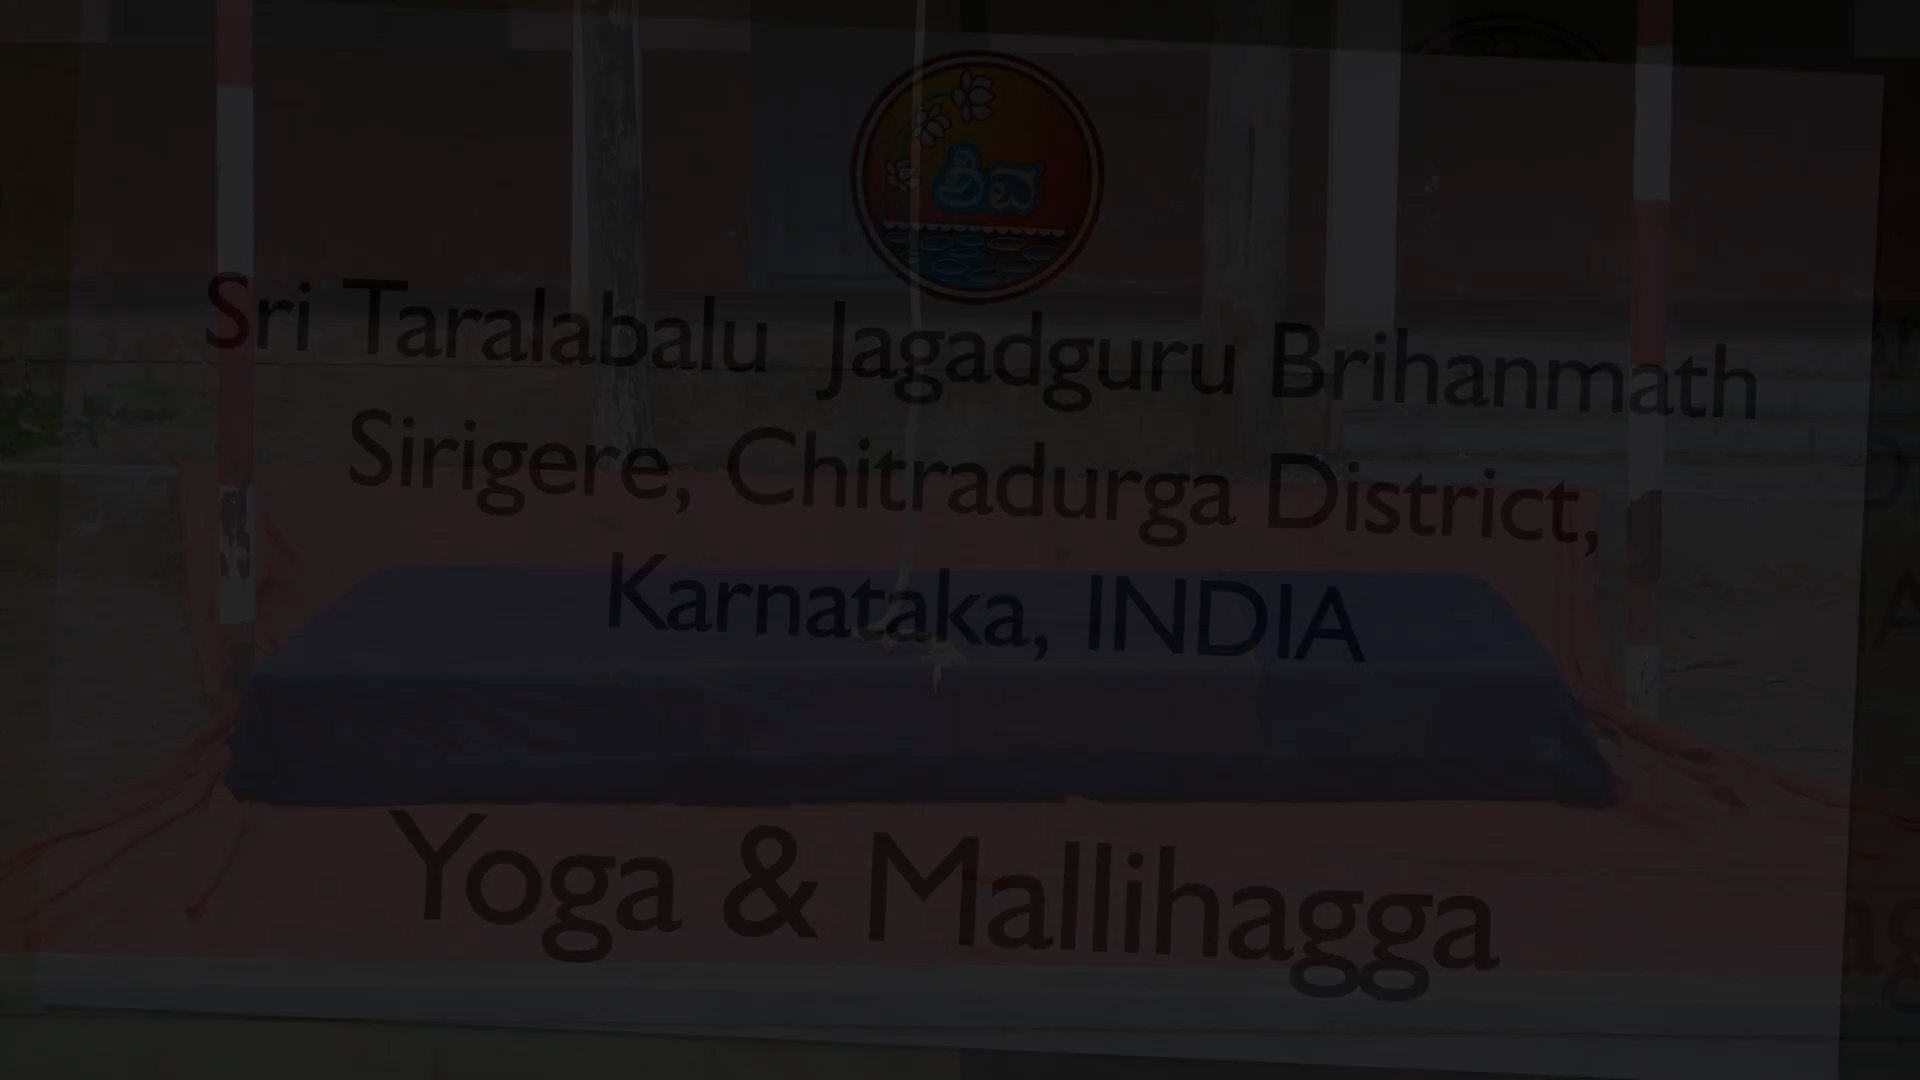 ಶಿವ
Sri Taralabalu Jagadguru Brihanmath
Sirigere, Chitradurga District,
Karnataka, INDIA
Yoga & Mallihagga